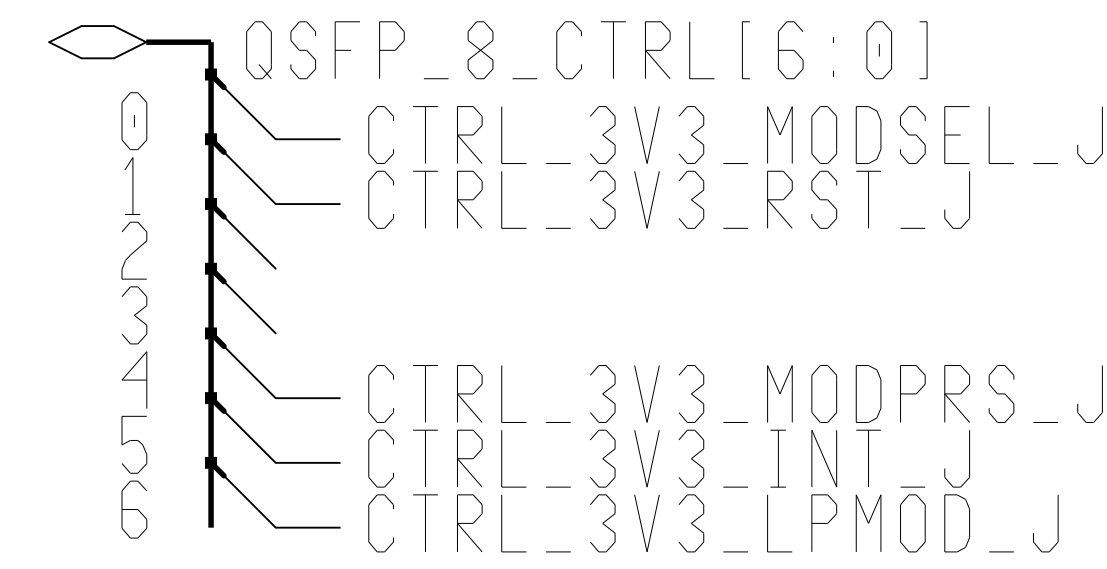 QSFP_8_CTRL[6:0]
0 CTRL_3V3_MODSEL_J
1 CTRL_3V3_RST_J
2
3
4 CTRL_3V3_MODPRS_J
5 CTRL_3V3_INT_J
6 CTRL_3V3_LPMOD_J